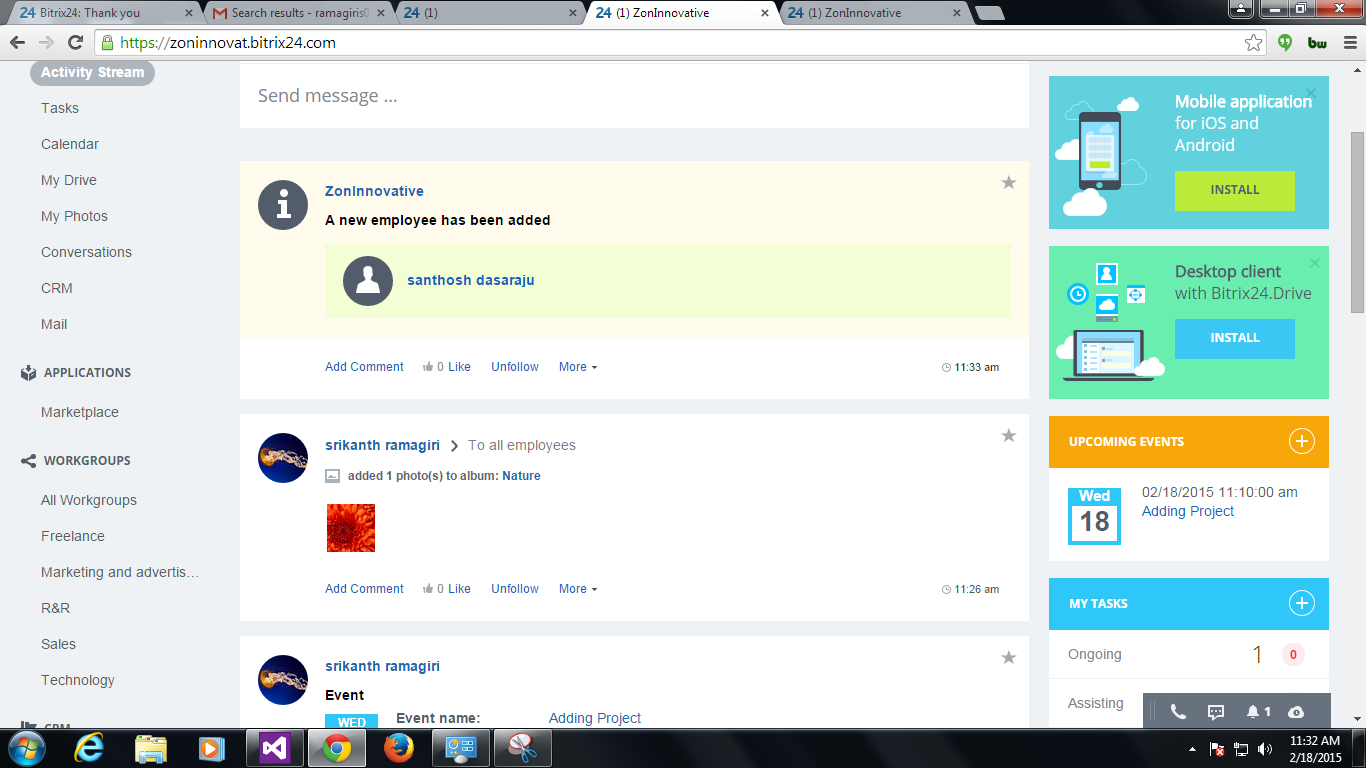 Bitrix24: Thank you
Search results - ramagiris
24 (1)
24 (1) ZonInnovative
24 (1) ZonInnovative
https://zoninnovat.bitrix24.com
bw
Activity Stream
Tasks
Calendar
My Drive
My Photos
Conversations
CRM
Mail
APPLICATIONS
Marketplace
WORKGROUPS
All Workgroups
Freelance
Marketing and advertis…
R&R
Sales
Technology
CRM
Send message ...
ZonInnovative
A new employee has been added
santhosh dasaraju
Add Comment 0 Like Unfollow More 11:33 am
srikanth ramagiri To all employees
added 1 photo(s) to album: Nature
Add Comment 0 Like Unfollow More 11:26 am
srikanth ramagiri
Event
WED Event name: Adding Project
Mobile application
for iOS and
Android
INSTALL
Desktop client
with Bitrix24.Drive
INSTALL
UPCOMING EVENTS
Wed
18
02/18/2015 11:10:00 am
Adding Project
MY TASKS
Ongoing 1 0
Assisting
1
11:32 AM
2/18/2015